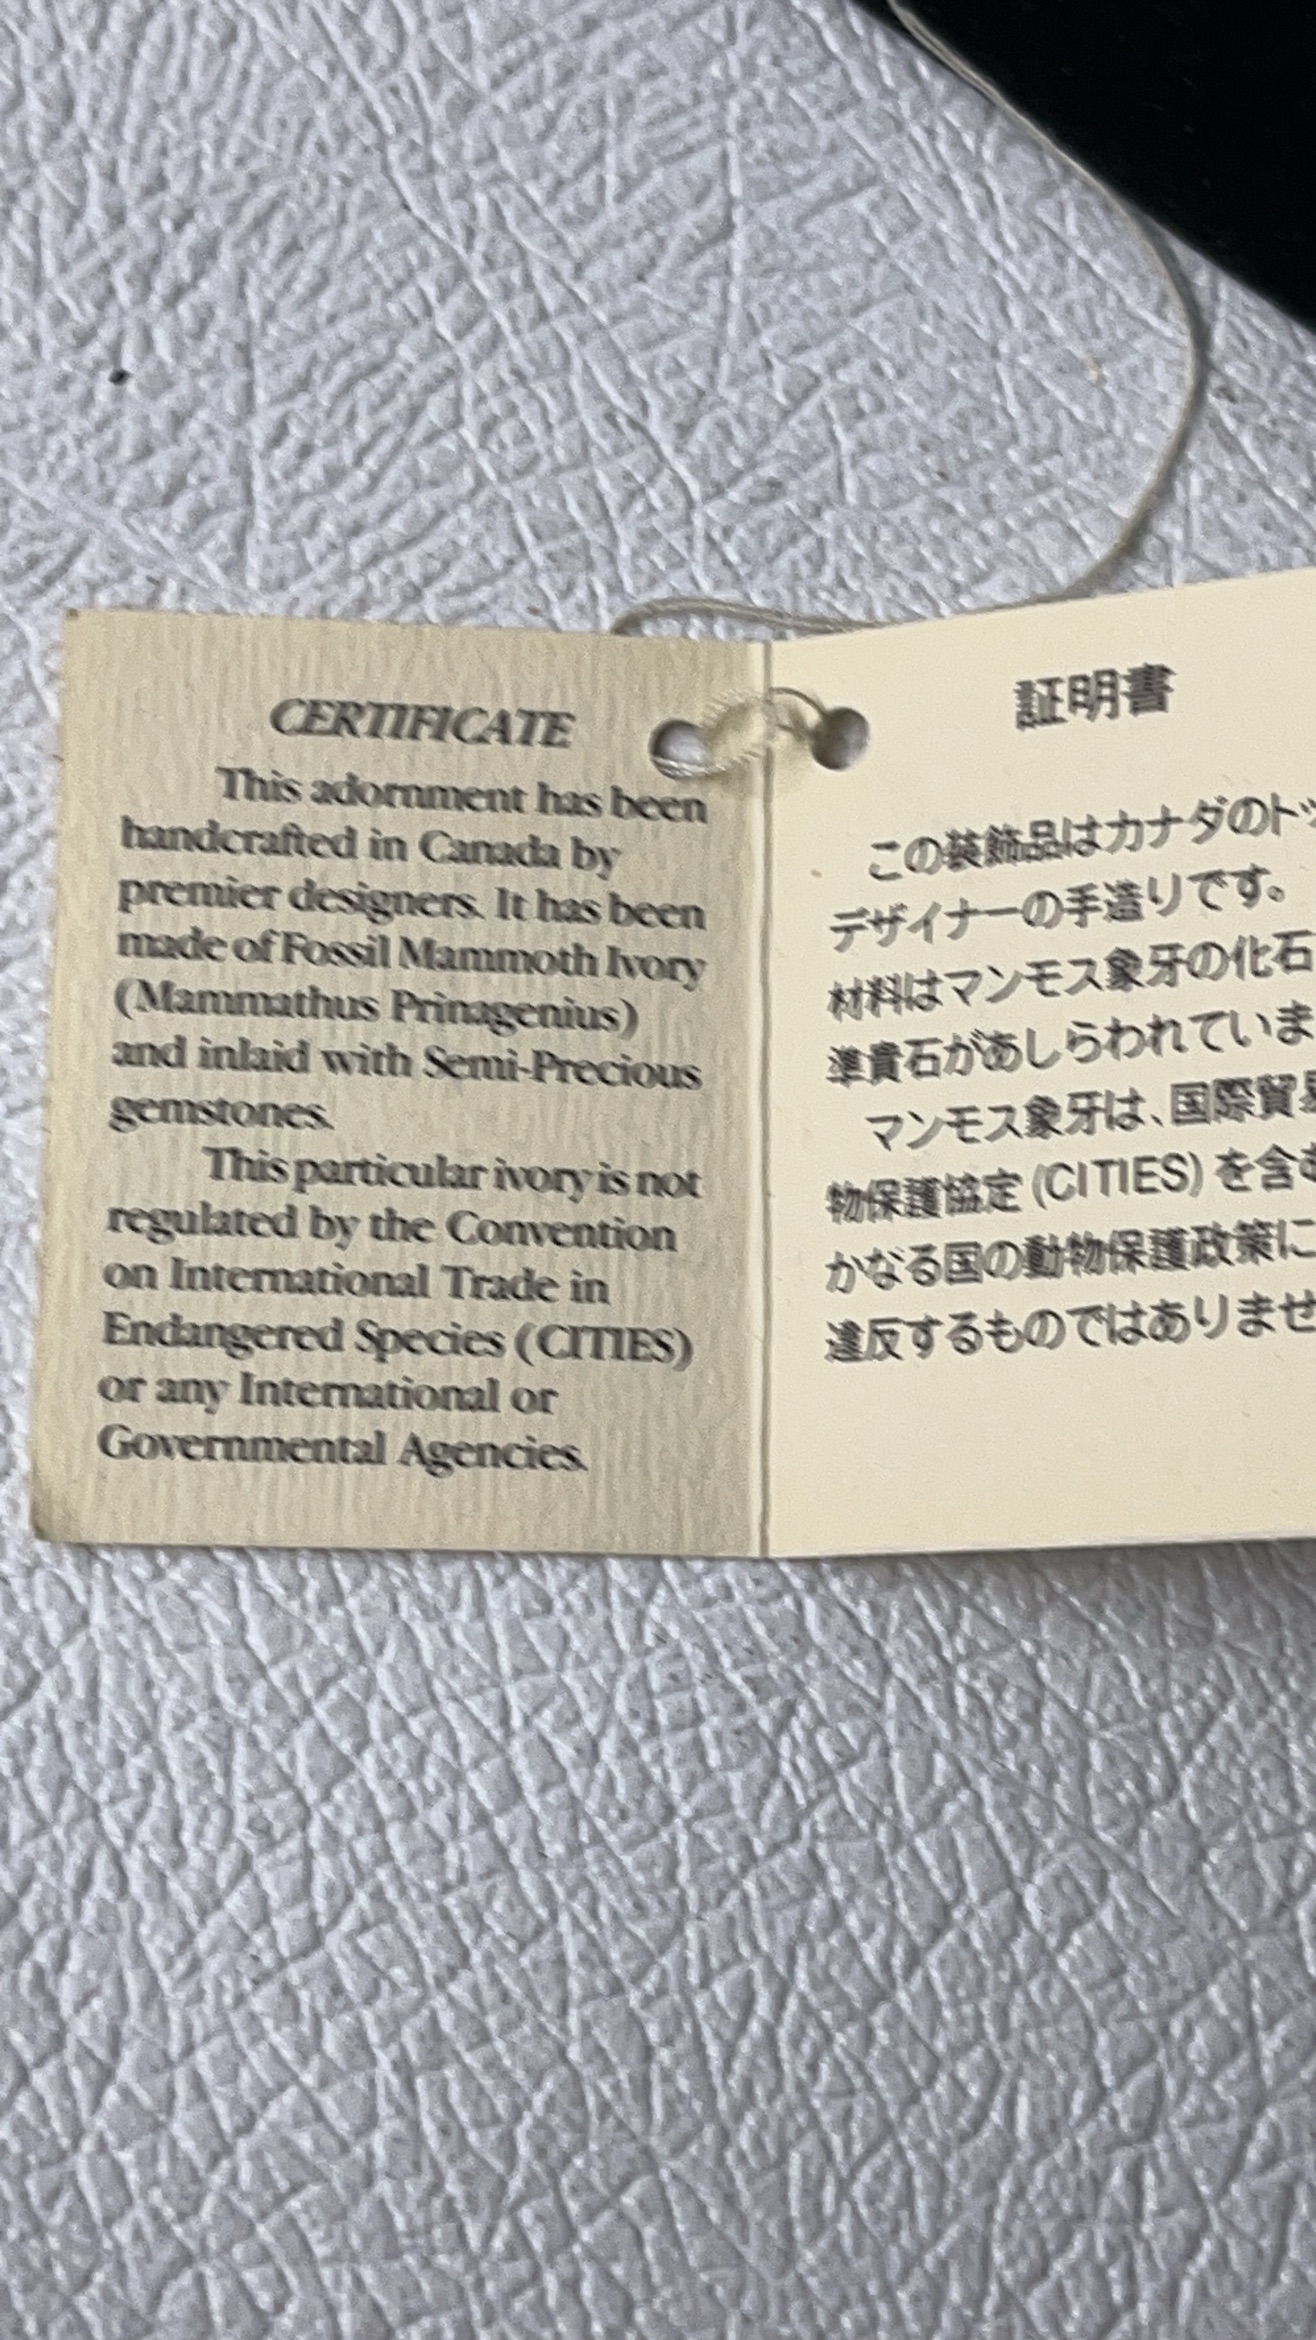 CERTIFICATE
This adornment has been
handcrafted in Canada by
premier designers. It has been
made of Fossil Mammoth Ivory
(Mammathus Prinagenius)
and inlaid with Semi-Precious
gemstones.
This particular ivory is not
regulated by the Convention
on International Trade in
Endangered Species (CITIES)
or any International or
Governmental Agencies.
証明書
この装飾品はカナダのトッ
デザイナーの手造りです。
材料はマンモス象牙の化石
準貴石があしらわれていま
マンモス象牙は、国際貿易
物保護協定 (CITIES) を含む
かなる国の動物保護政策に
違反するものではありませ